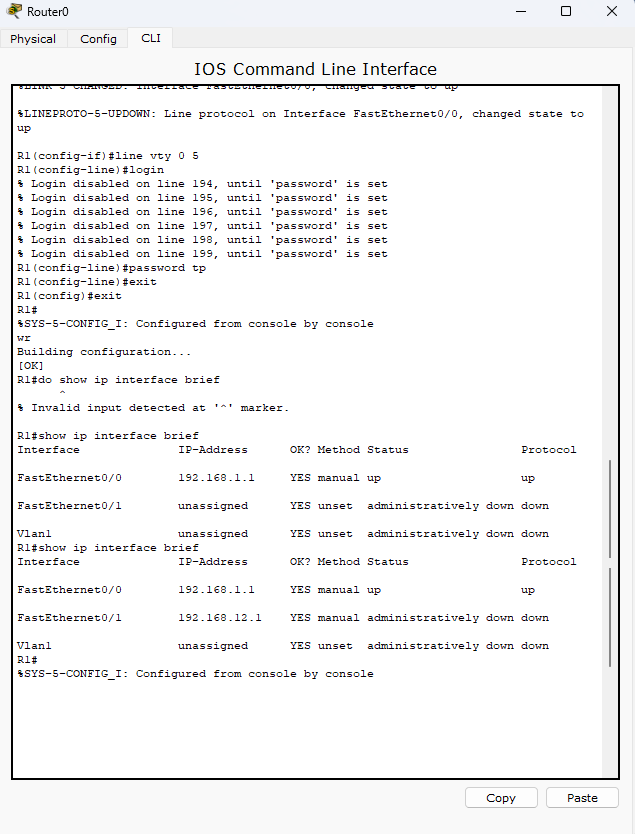 Router0
Physical Config CLI
IOS Command Line Interface
%LINK-5-CHANGED: Interface FastEthernet0/0, changed state to up
%LINEPROTO-5-UPDOWN: Line protocol on Interface FastEthernet0/0, changed state to
up
R1(config-if)#line vty 0 5
R1(config-line)#login
% Login disabled on line 194, until 'password' is set
% Login disabled on line 195, until 'password' is set
% Login disabled on line 196, until 'password' is set
% Login disabled on line 197, until 'password' is set
% Login disabled on line 198, until 'password' is set
% Login disabled on line 199, until 'password' is set
R1(config-line)#password tp
R1(config-line)#exit
R1(config)#exit
R1#
%SYS-5-CONFIG_I: Configured from console by console
wr
Building configuration...
[OK]
R1#do show ip interface brief
^
% Invalid input detected at '^' marker.
R1#show ip interface brief
Interface IP-Address OK? Method Status Protocol
FastEthernet0/0 192.168.1.1 YES manual up up
FastEthernet0/1 unassigned YES unset administratively down down
Vlan1 unassigned YES unset administratively down down
R1#show ip interface brief
Interface IP-Address OK? Method Status Protocol
FastEthernet0/0 192.168.1.1 YES manual up up
FastEthernet0/1 192.168.12.1 YES manual administratively down down
Vlan1 unassigned YES unset administratively down down
R1#
%SYS-5-CONFIG_I: Configured from console by console
Copy Paste